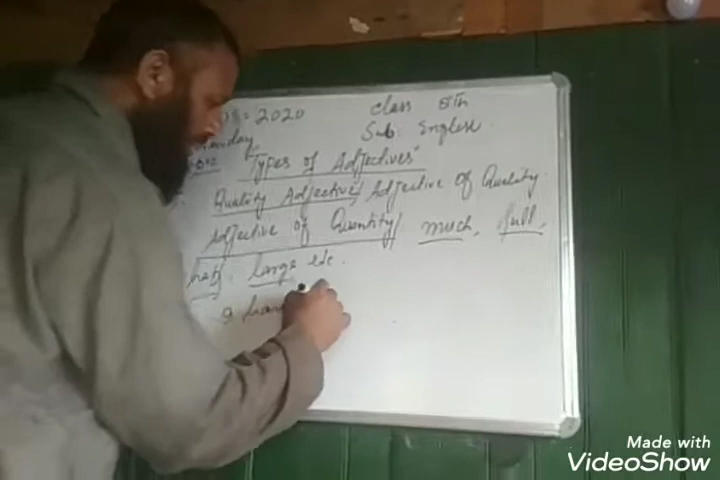 2020 Class 8th
Sub English
Types of Adjectives"
Quality Adjective/ Adjective of Quality
Adjective of Quantity/ much, full,
half, large etc.
Made with
VideoShow